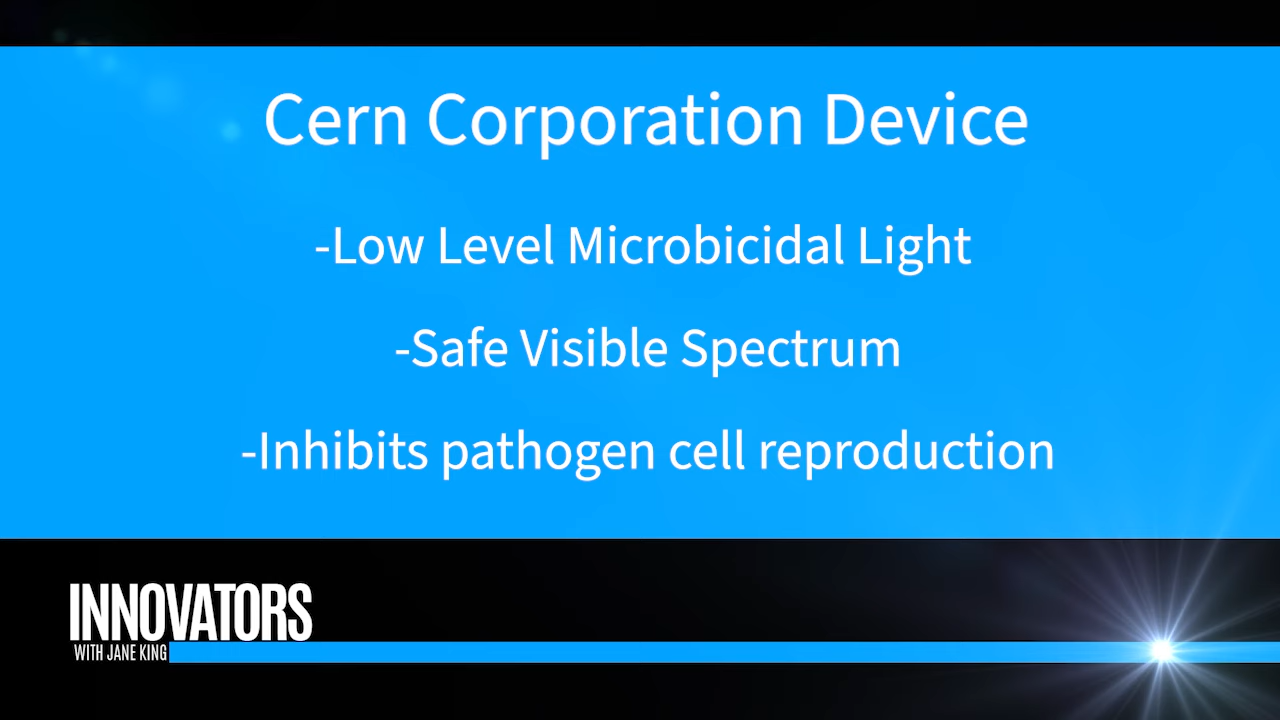 Cern Corporation Device
-Low Level Microbicidal Light
-Safe Visible Spectrum
-Inhibits pathogen cell reproduction
INNOVATORS
WITH JANE KING